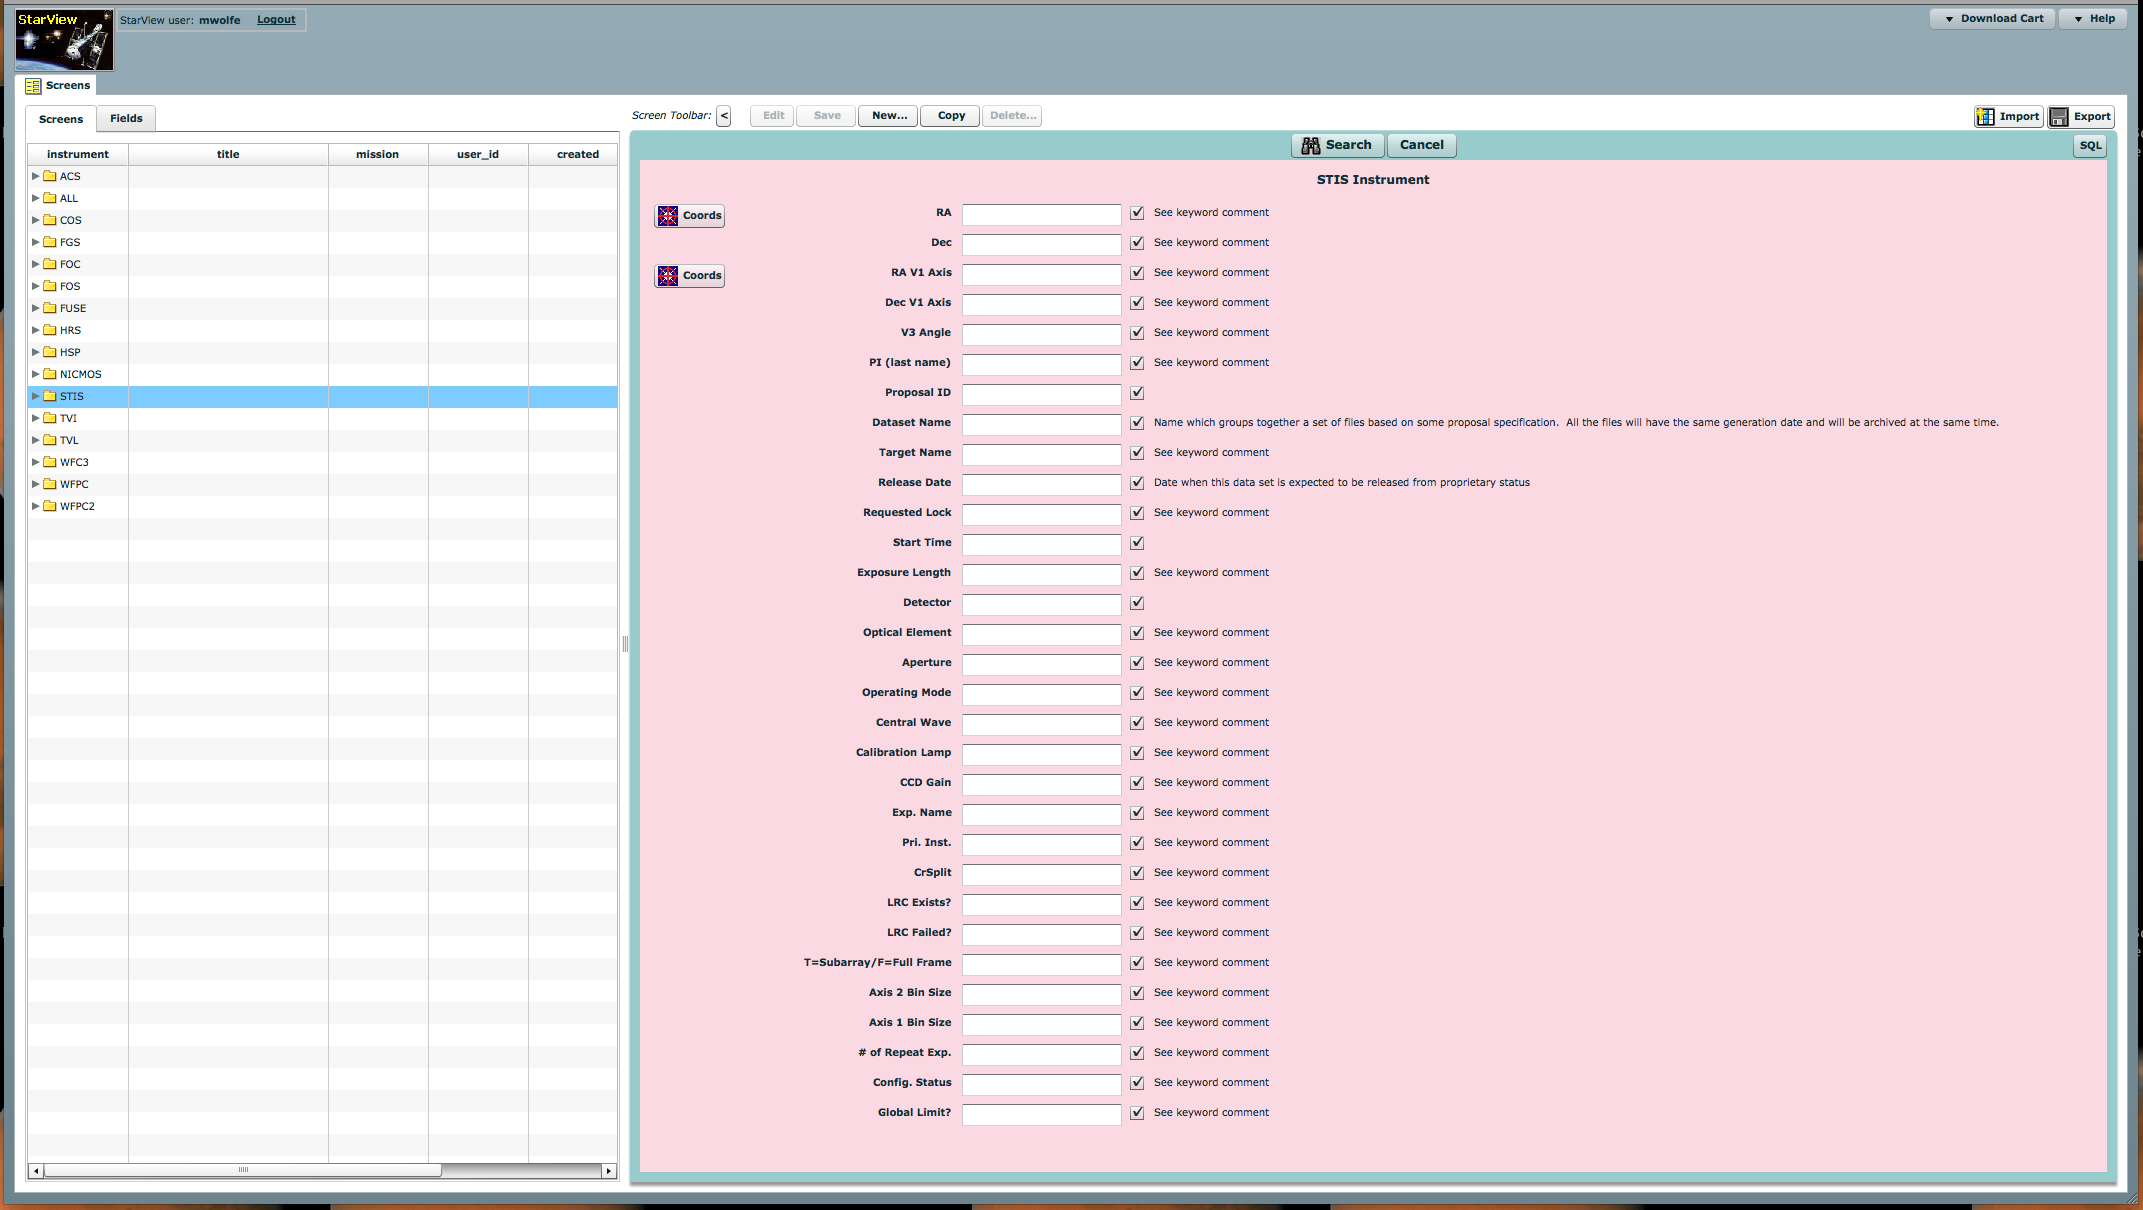 StarView
StarView user: mwolfe Logout
Download Cart Help
Screens
Screens Fields
Screen Toolbar: < Edit Save New... Copy Delete... Import Export
instrument title mission user_id created
ACS
ALL
COS
FGS
FOC
FOS
FUSE
HRS
HSP
NICMOS
STIS
TVI
TVL
WFC3
WFPC
WFPC2
Search Cancel SQL
STIS Instrument
Coords RA See keyword comment
Dec See keyword comment
Coords RA V1 Axis See keyword comment
Dec V1 Axis See keyword comment
V3 Angle See keyword comment
PI (last name) See keyword comment
Proposal ID
Dataset Name Name which groups together a set of files based on some proposal specification. All the files will have the same generation date and will be archived at the same time.
Target Name See keyword comment
Release Date Date when this data set is expected to be released from proprietary status
Requested Lock See keyword comment
Start Time
Exposure Length See keyword comment
Detector
Optical Element See keyword comment
Aperture See keyword comment
Operating Mode See keyword comment
Central Wave See keyword comment
Calibration Lamp See keyword comment
CCD Gain See keyword comment
Exp. Name See keyword comment
Pri. Inst. See keyword comment
CrSplit See keyword comment
LRC Exists? See keyword comment
LRC Failed? See keyword comment
T=Subarray/F=Full Frame See keyword comment
Axis 2 Bin Size See keyword comment
Axis 1 Bin Size See keyword comment
# of Repeat Exp. See keyword comment
Config. Status See keyword comment
Global Limit? See keyword comment